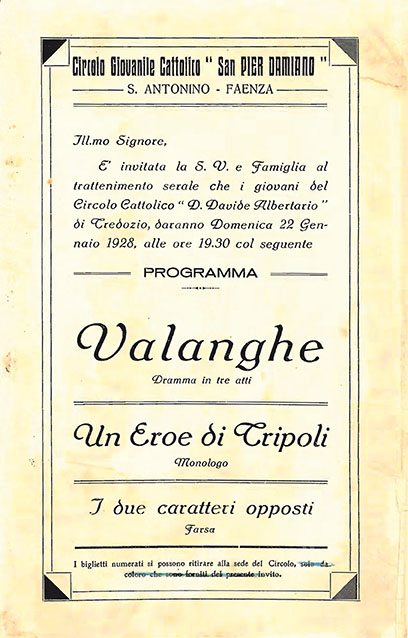 Circolo Giovanile Cattolico " San PIER DAMIANO "
S. ANTONINO - FAENZA
Ill.mo Signore,
E' invitata la S. V. e Famiglia al
trattenimento serale che i giovani del
Circolo Cattolico " D. Davide Albertario "
di Tredozio, daranno Domenica 22 Gen-
naio 1928, alle ore 19.30 col seguente
PROGRAMMA
Valanghe
Dramma in tre atti
Un Eroe di Tripoli
Monologo
I due caratteri opposti
Farsa
I biglietti numerati si possono ritirare alla sede del Circolo, solo da
coloro che sono forniti del presente invito.